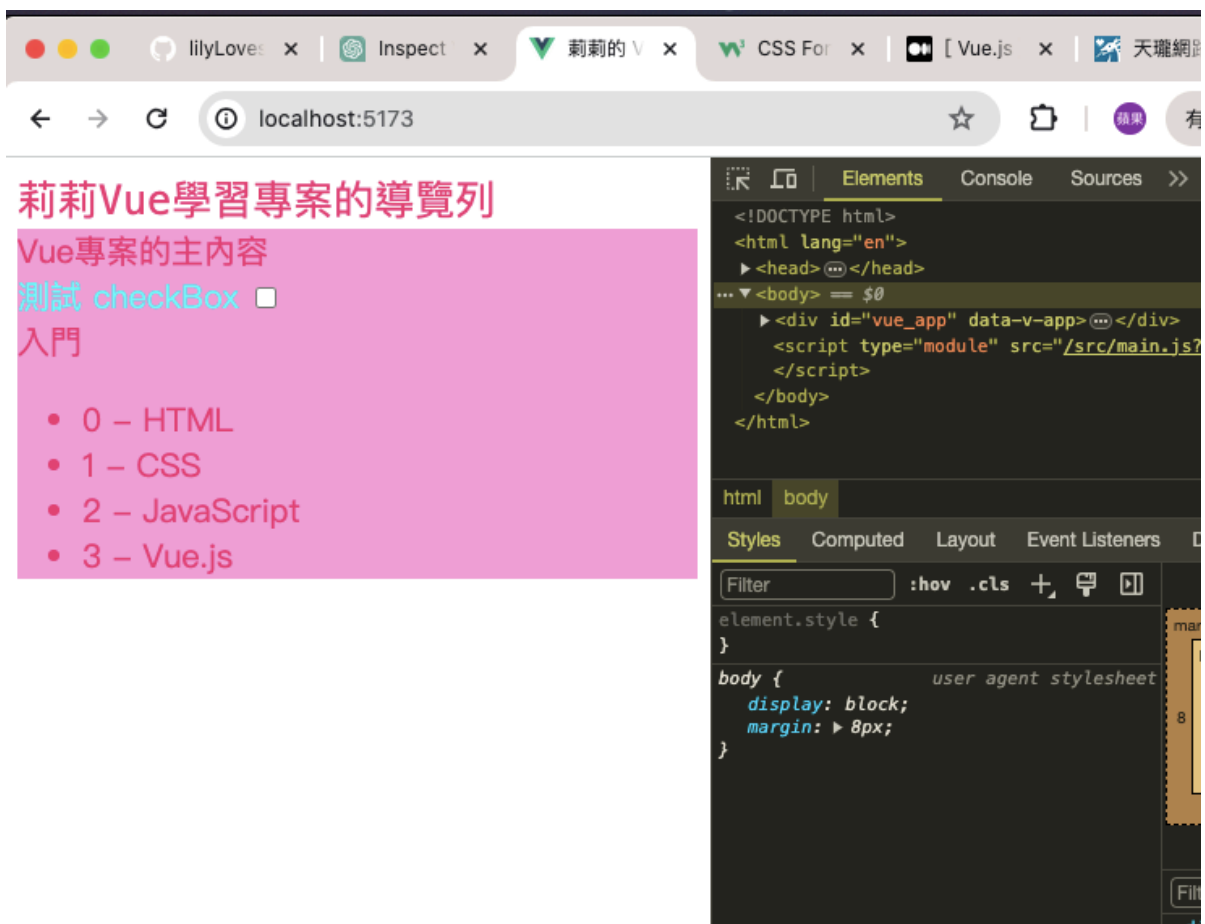 lilyLoves
Inspect
莉莉的 V
CSS For
[ Vue.js
天瓏網路
localhost:5173
蘋果
有
莉莉Vue學習專案的導覽列
Vue專案的主內容
測試 checkBox
入門
0 – HTML
1 – CSS
2 – JavaScript
3 – Vue.js
Elements Console Sources
<!DOCTYPE html>
<html lang="en">
<head> </head>
<body> == $0
<div id="vue_app" data-v-app> </div>
<script type="module" src="/src/main.js?
</script>
</body>
</html>
html body
Styles Computed Layout Event Listeners D
Filter :hov .cls
element.style {
}
body { user agent stylesheet
display: block;
margin: 8px;
}
mar
8
Filt